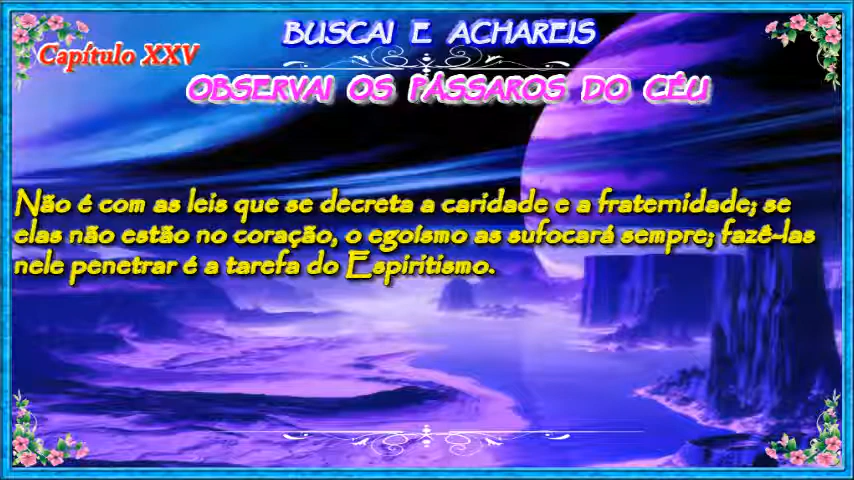 BUSCAI E ACHAREIS
Capítulo XXV
OBSERVAI OS PÁSSAROS DO CÉU
Não é com as leis que se decreta a caridade e a fraternidade; se
elas não estão no coração, o egoísmo as sufocará sempre; fazê-las
nele penetrar é a tarefa do Espiritismo.